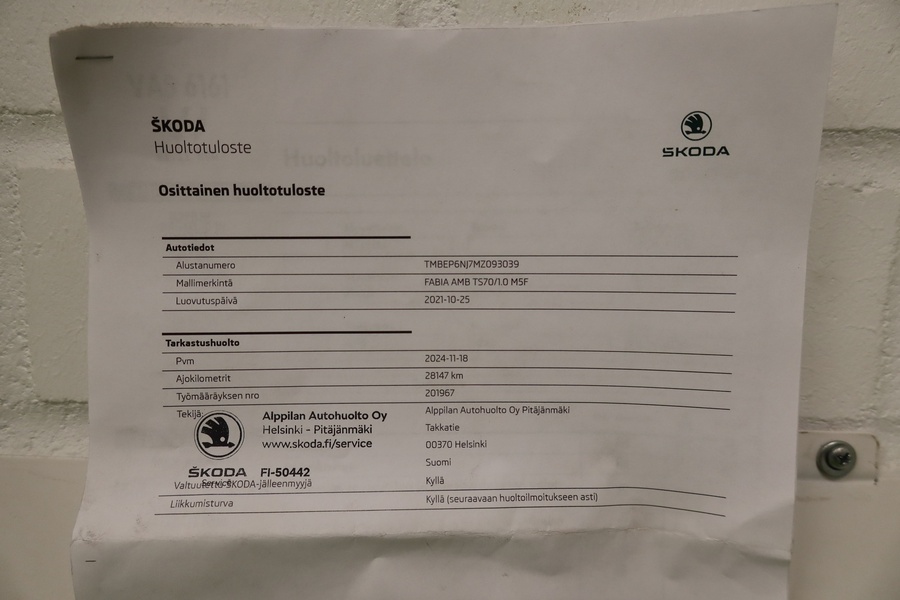 ŠKODA
Huoltotuloste
ŠKODA
Osittainen huoltotuloste
Autotiedot
Alustanumero TMBEP6NJ7MZ093039
Mallimerkintä FABIA AMB TS70/1.0 M5F
Luovutuspäivä 2021-10-25
Tarkastushuolto
Pvm 2024-11-18
Ajokilometrit 28147 km
Työmääräyksen nro 201967
Tekijä: Alppilan Autohuolto Oy Pitäjänmäki
Takkatie
00370 Helsinki
Suomi
Alppilan Autohuolto Oy
Helsinki - Pitäjänmäki
www.skoda.fi/service
ŠKODA FI-50442
Service
Valtuutettu ŠKODA-jälleenmyyjä Kyllä
Liikkumisturva Kyllä (seuraavaan huoltoilmoitukseen asti)